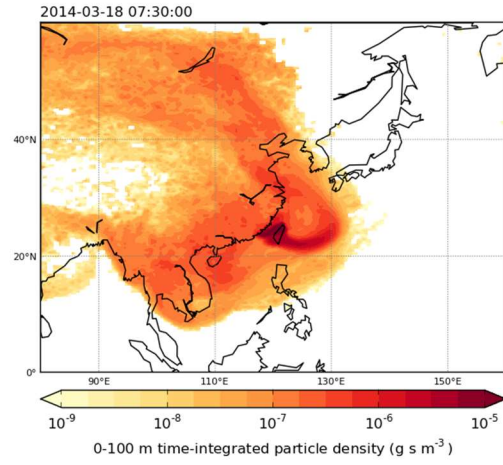 2014-03-18 07:30:00
40°N
20°N
0°
90°E 110°E 130°E 150°E
10⁻⁹ 10⁻⁸ 10⁻⁷ 10⁻⁶ 10⁻⁵
0-100 m time-integrated particle density (g s m⁻³)